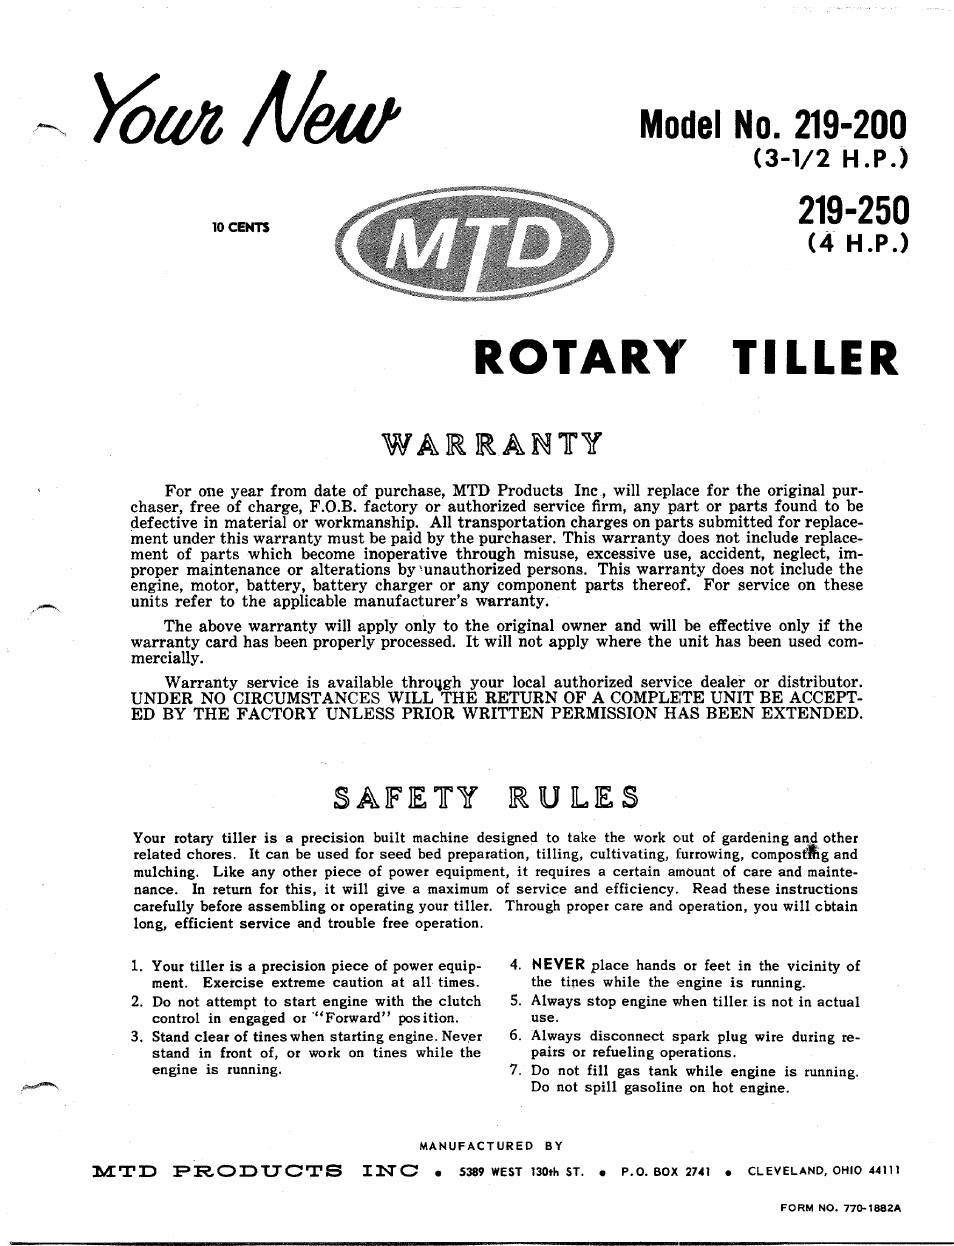 Your New
Model No. 219-200
(3-1/2 H.P.)
219-250
(4 H.P.)
10 CENTS
MTD
ROTARY TILLER
WARRANTY
For one year from date of purchase, MTD Products Inc., will replace for the original pur-
chaser, free of charge, F.O.B. factory or authorized service firm, any part or parts found to be
defective in material or workmanship. All transportation charges on parts submitted for replace-
ment under this warranty must be paid by the purchaser. This warranty does not include replace-
ment of parts which become inoperative through misuse, excessive use, accident, neglect, im-
proper maintenance or alterations by unauthorized persons. This warranty does not include the
engine, motor, battery, battery charger or any component parts thereof. For service on these
units refer to the applicable manufacturer's warranty.
The above warranty will apply only to the original owner and will be effective only if the
warranty card has been properly processed. It will not apply where the unit has been used com-
mercially.
Warranty service is available through your local authorized service dealer or distributor.
UNDER NO CIRCUMSTANCES WILL THE RETURN OF A COMPLETE UNIT BE ACCEPT-
ED BY THE FACTORY UNLESS PRIOR WRITTEN PERMISSION HAS BEEN EXTENDED.
SAFETY RULES
Your rotary tiller is a precision built machine designed to take the work out of gardening and other
related chores. It can be used for seed bed preparation, tilling, cultivating, furrowing, composting and
mulching. Like any other piece of power equipment, it requires a certain amount of care and mainte-
nance. In return for this, it will give a maximum of service and efficiency. Read these instructions
carefully before assembling or operating your tiller. Through proper care and operation, you will obtain
long, efficient service and trouble free operation.
1. Your tiller is a precision piece of power equip-
ment. Exercise extreme caution at all times.
2. Do not attempt to start engine with the clutch
control in engaged or "Forward" position.
3. Stand clear of tines when starting engine. Never
stand in front of, or work on tines while the
engine is running.
4. NEVER place hands or feet in the vicinity of
the tines while the engine is running.
5. Always stop engine when tiller is not in actual
use.
6. Always disconnect spark plug wire during re-
pairs or refueling operations.
7. Do not fill gas tank while engine is running.
Do not spill gasoline on hot engine.
MANUFACTURED BY
MTD PRODUCTS INC • 5389 WEST 130th ST. • P.O. BOX 2741 • CLEVELAND, OHIO 44111
FORM NO. 770-1882A